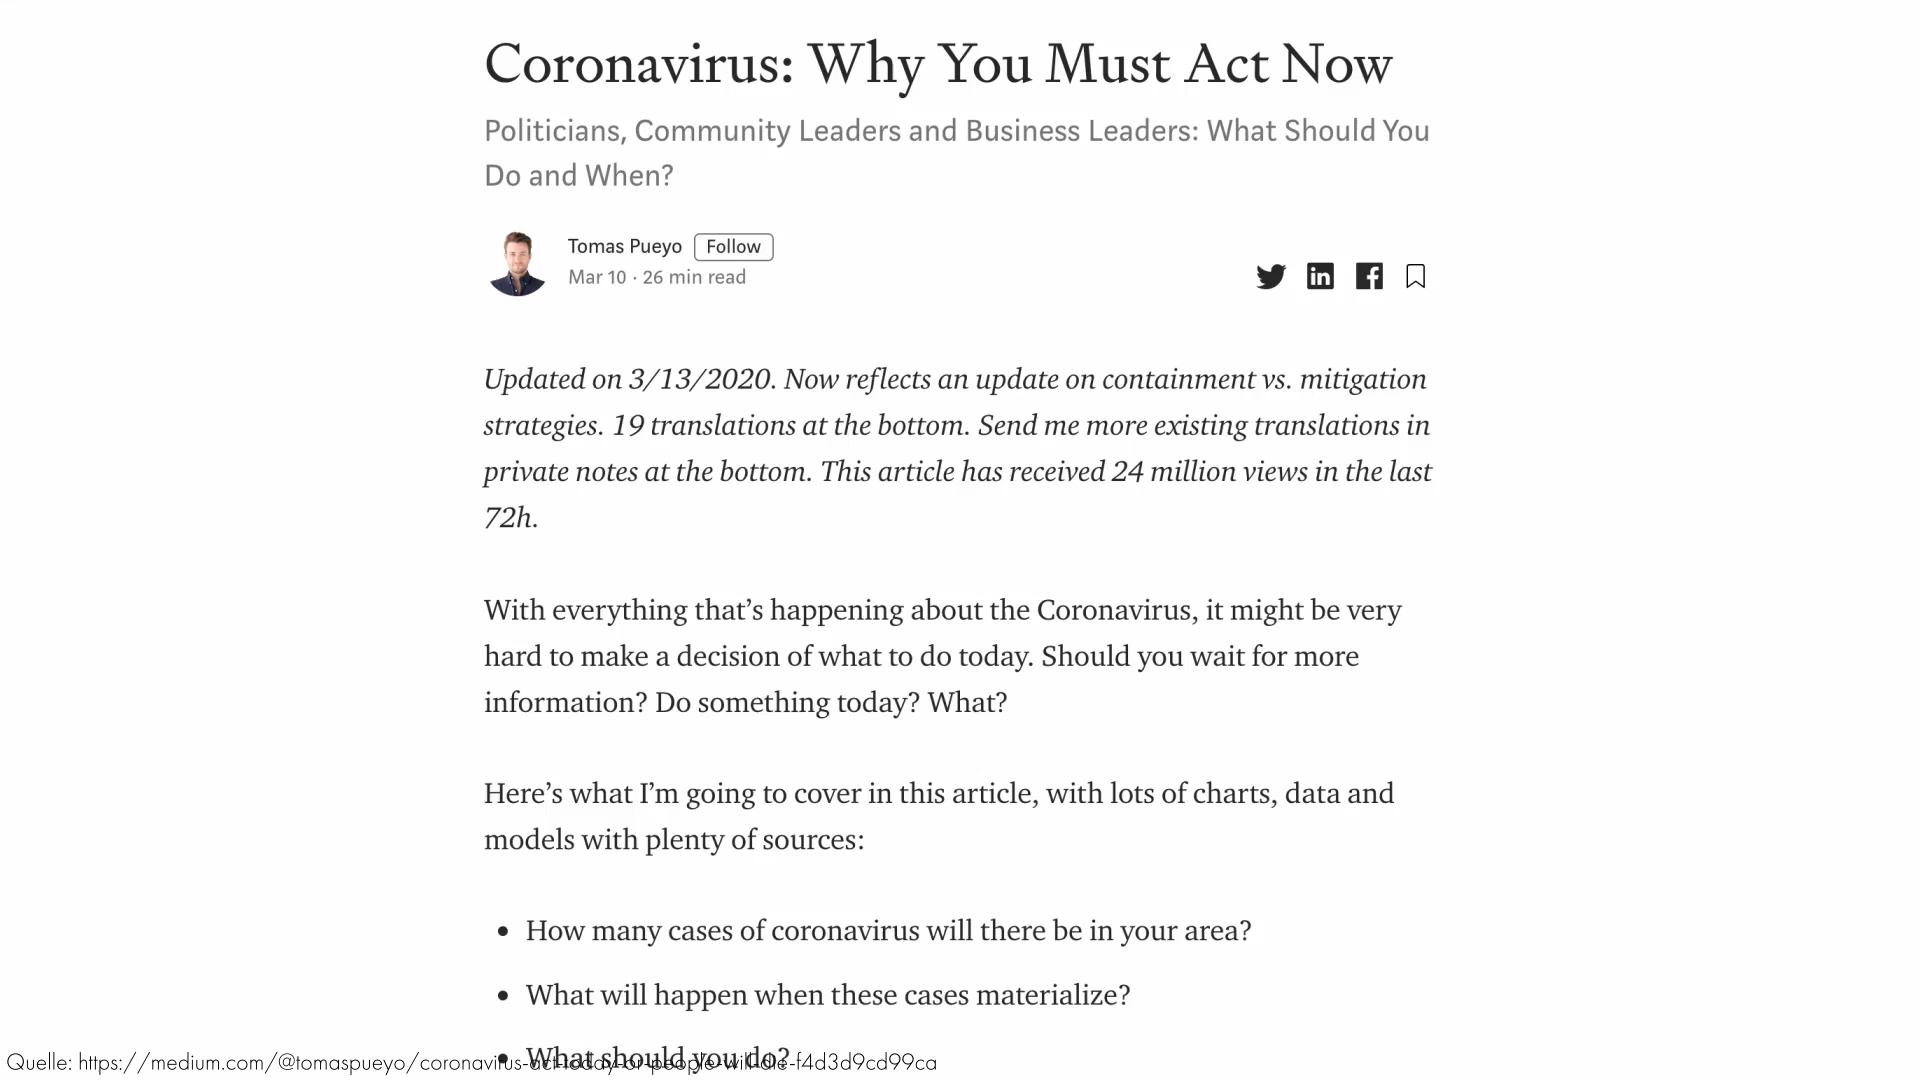 Coronavirus: Why You Must Act Now
Politicians, Community Leaders and Business Leaders: What Should You
Do and When?
Tomas Pueyo Follow
Mar 10 · 26 min read
Updated on 3/13/2020. Now reflects an update on containment vs. mitigation
strategies. 19 translations at the bottom. Send me more existing translations in
private notes at the bottom. This article has received 24 million views in the last
72h.
With everything that’s happening about the Coronavirus, it might be very
hard to make a decision of what to do today. Should you wait for more
information? Do something today? What?
Here’s what I’m going to cover in this article, with lots of charts, data and
models with plenty of sources:
• How many cases of coronavirus will there be in your area?
• What will happen when these cases materialize?
• What should you do?
Quelle: https://medium.com/@tomaspueyo/coronavirus-act-today-or-people-will-die-f4d3d9cd99ca